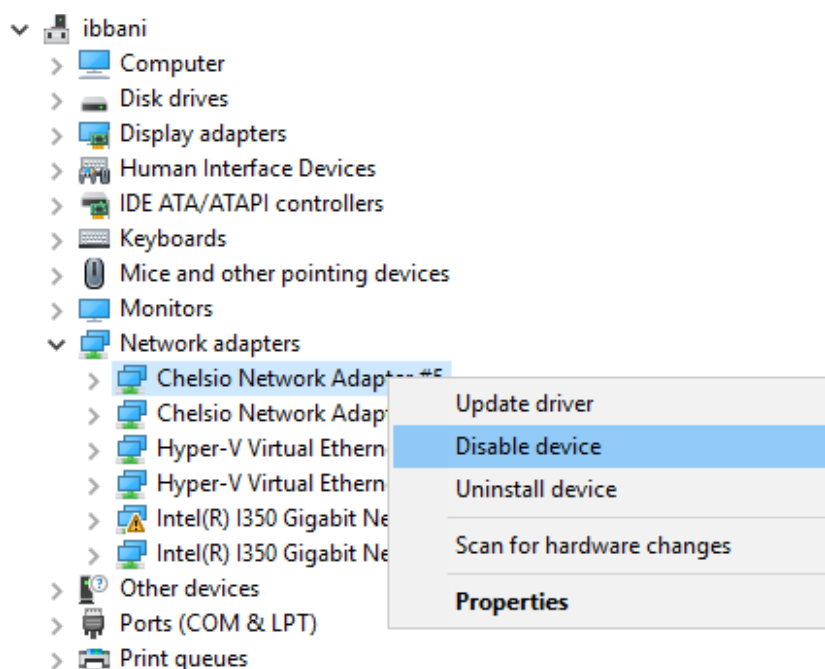 ibbani
Computer
Disk drives
Display adapters
Human Interface Devices
IDE ATA/ATAPI controllers
Keyboards
Mice and other pointing devices
Monitors
Network adapters
Chelsio Network Adapter #5
Chelsio Network Adap
Hyper-V Virtual Ethern
Hyper-V Virtual Ethern
Intel(R) I350 Gigabit Ne
Intel(R) I350 Gigabit Ne
Other devices
Ports (COM & LPT)
Print queues
Update driver
Disable device
Uninstall device
Scan for hardware changes
Properties